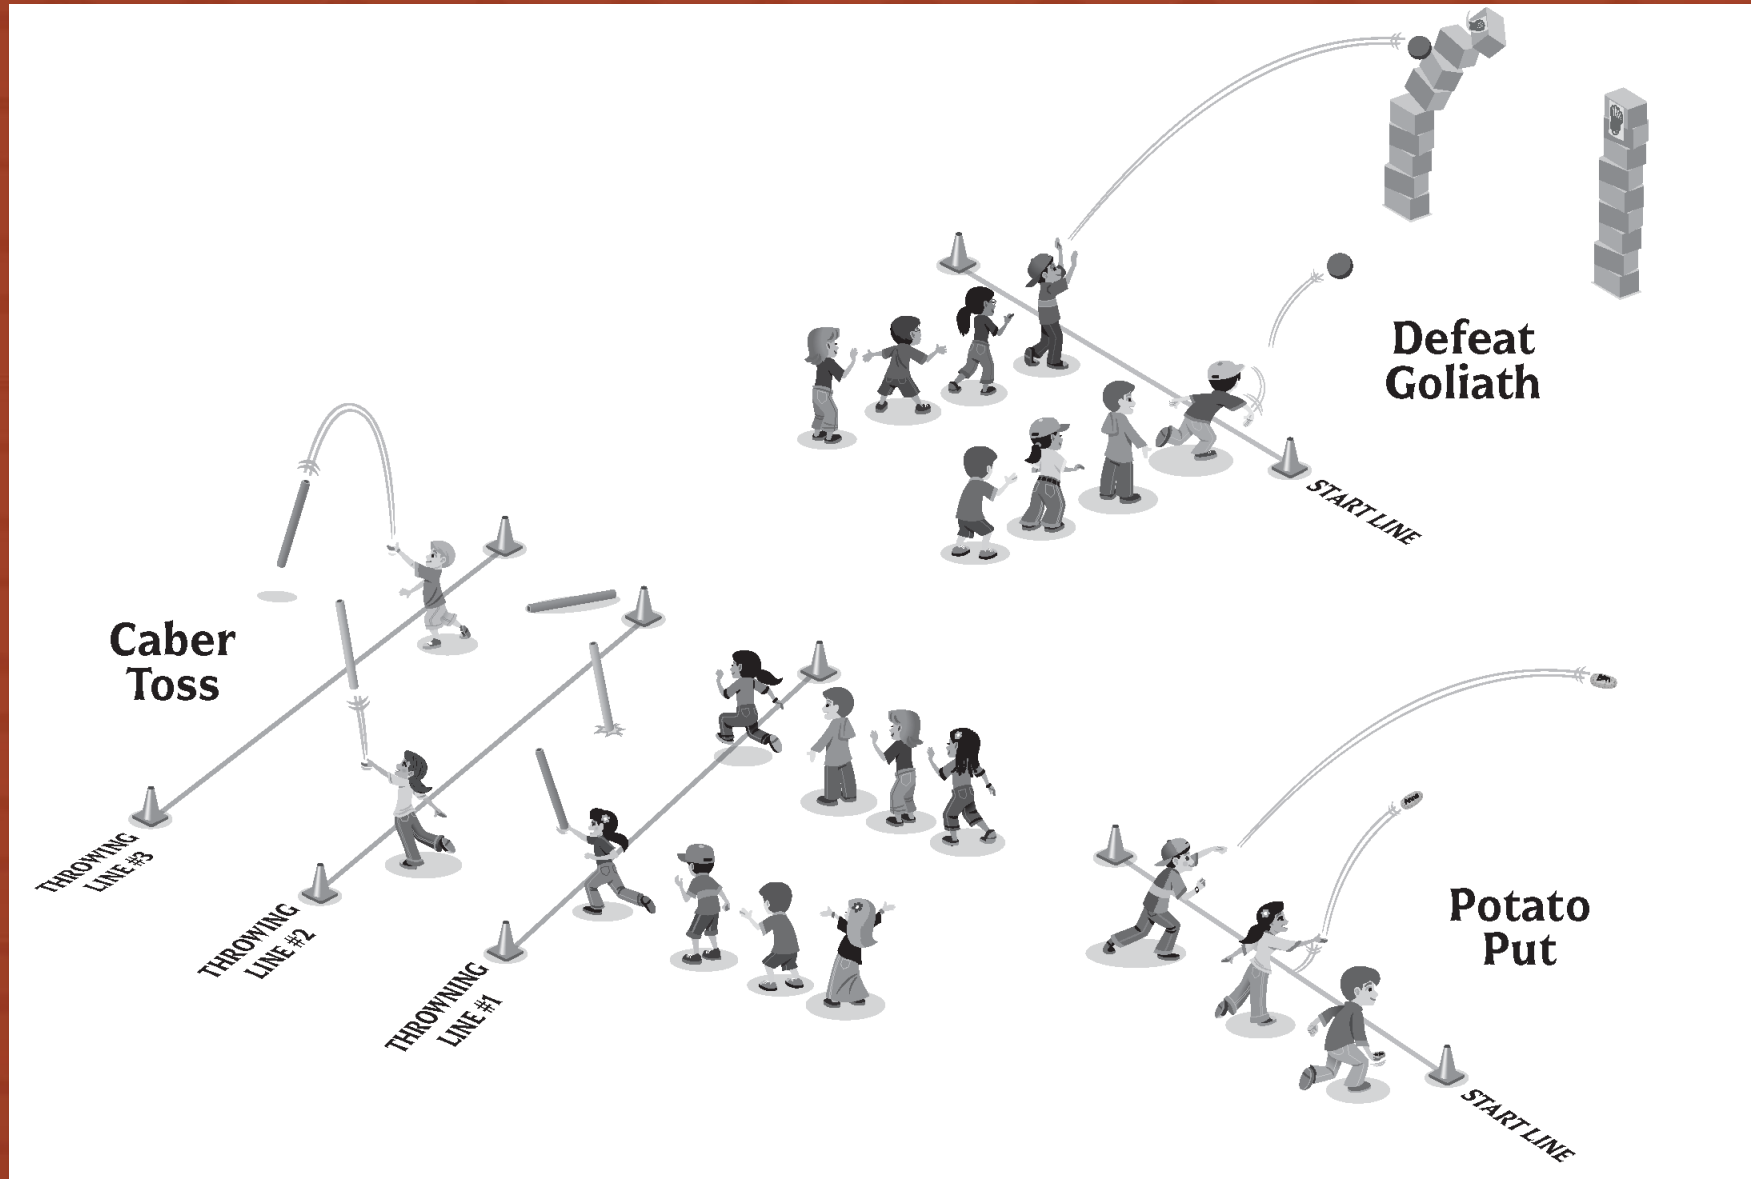 Defeat
Goliath
START LINE
Caber
Toss
THROWING
LINE #3
THROWING
LINE #2
THROWNING
LINE #1
Potato
Put
START LINE